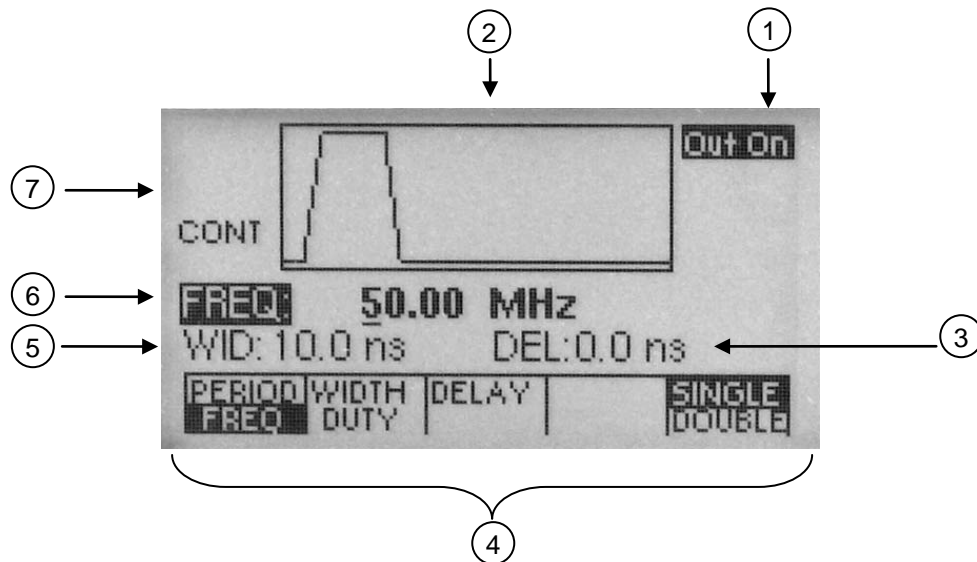 2
1
Out On
7
CONT
6
FREQ: 50.00 MHz
5
WID: 10.0 ns DEL:0.0 ns
3
PERIOD WIDTH DELAY SINGLE
FREQ DUTY DOUBLE
4